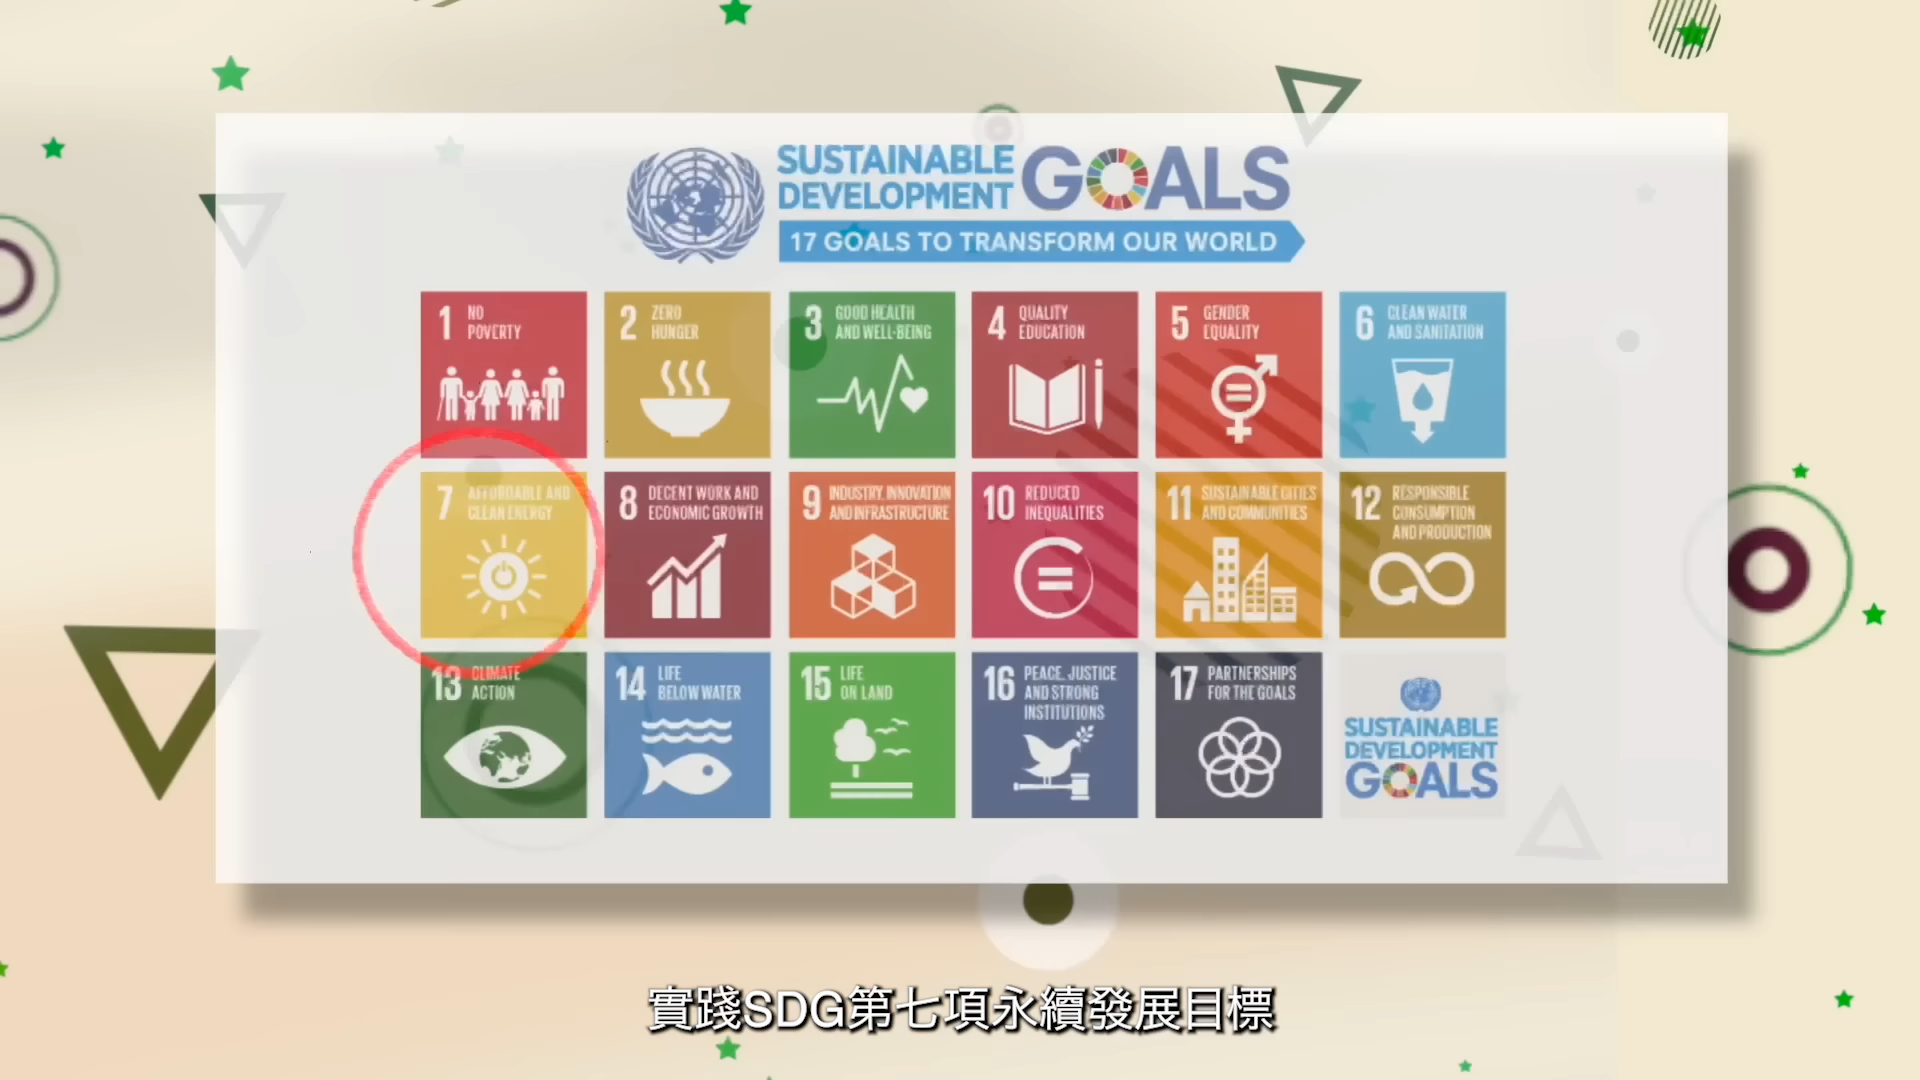 SUSTAINABLE
DEVELOPMENT
GOALS
17 GOALS TO TRANSFORM OUR WORLD
1 NO
POVERTY
2 ZERO
HUNGER
3 GOOD HEALTH
AND WELL-BEING
4 QUALITY
EDUCATION
5 GENDER
EQUALITY
6 CLEAN WATER
AND SANITATION
7 AFFORDABLE AND
CLEAN ENERGY
8 DECENT WORK AND
ECONOMIC GROWTH
9 INDUSTRY, INNOVATION
AND INFRASTRUCTURE
10 REDUCED
INEQUALITIES
11 SUSTAINABLE CITIES
AND COMMUNITIES
12 RESPONSIBLE
CONSUMPTION
AND PRODUCTION
13 CLIMATE
ACTION
14 LIFE
BELOW WATER
15 LIFE
ON LAND
16 PEACE, JUSTICE
AND STRONG
INSTITUTIONS
17 PARTNERSHIPS
FOR THE GOALS
SUSTAINABLE
DEVELOPMENT
GOALS
實踐SDG第七項永續發展目標